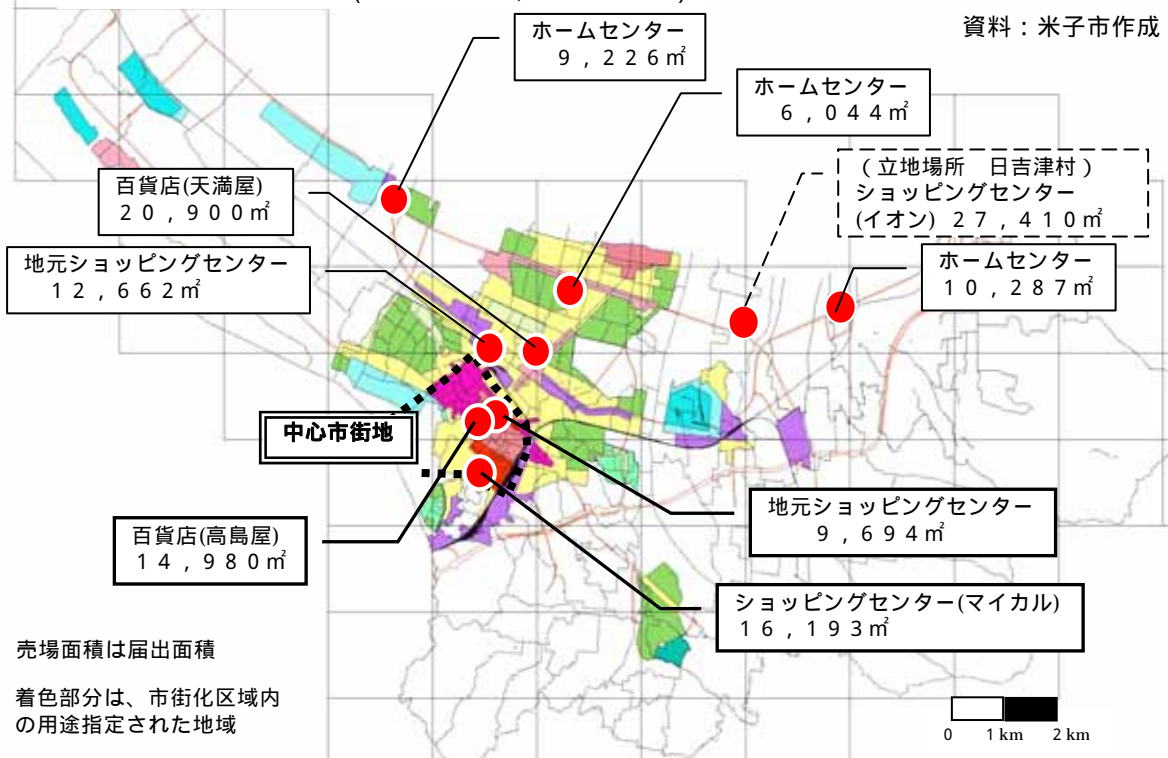 資料：米子市作成
ホームセンター
９，２２６㎡
ホームセンター
６，０４４㎡
（立地場所　日吉津村）
ショッピングセンター
(イオン) ２７,４１０㎡
百貨店(天満屋)
２０,９００㎡
地元ショッピングセンター
１２,６６２㎡
ホームセンター
１０,２８７㎡
中心市街地
地元ショッピングセンター
９,６９４㎡
百貨店(高島屋)
１４,９８０㎡
ショッピングセンター(マイカル)
１６,１９３㎡
売場面積は届出面積
着色部分は、市街化区域内
の用途指定された地域
0 1 km 2 km